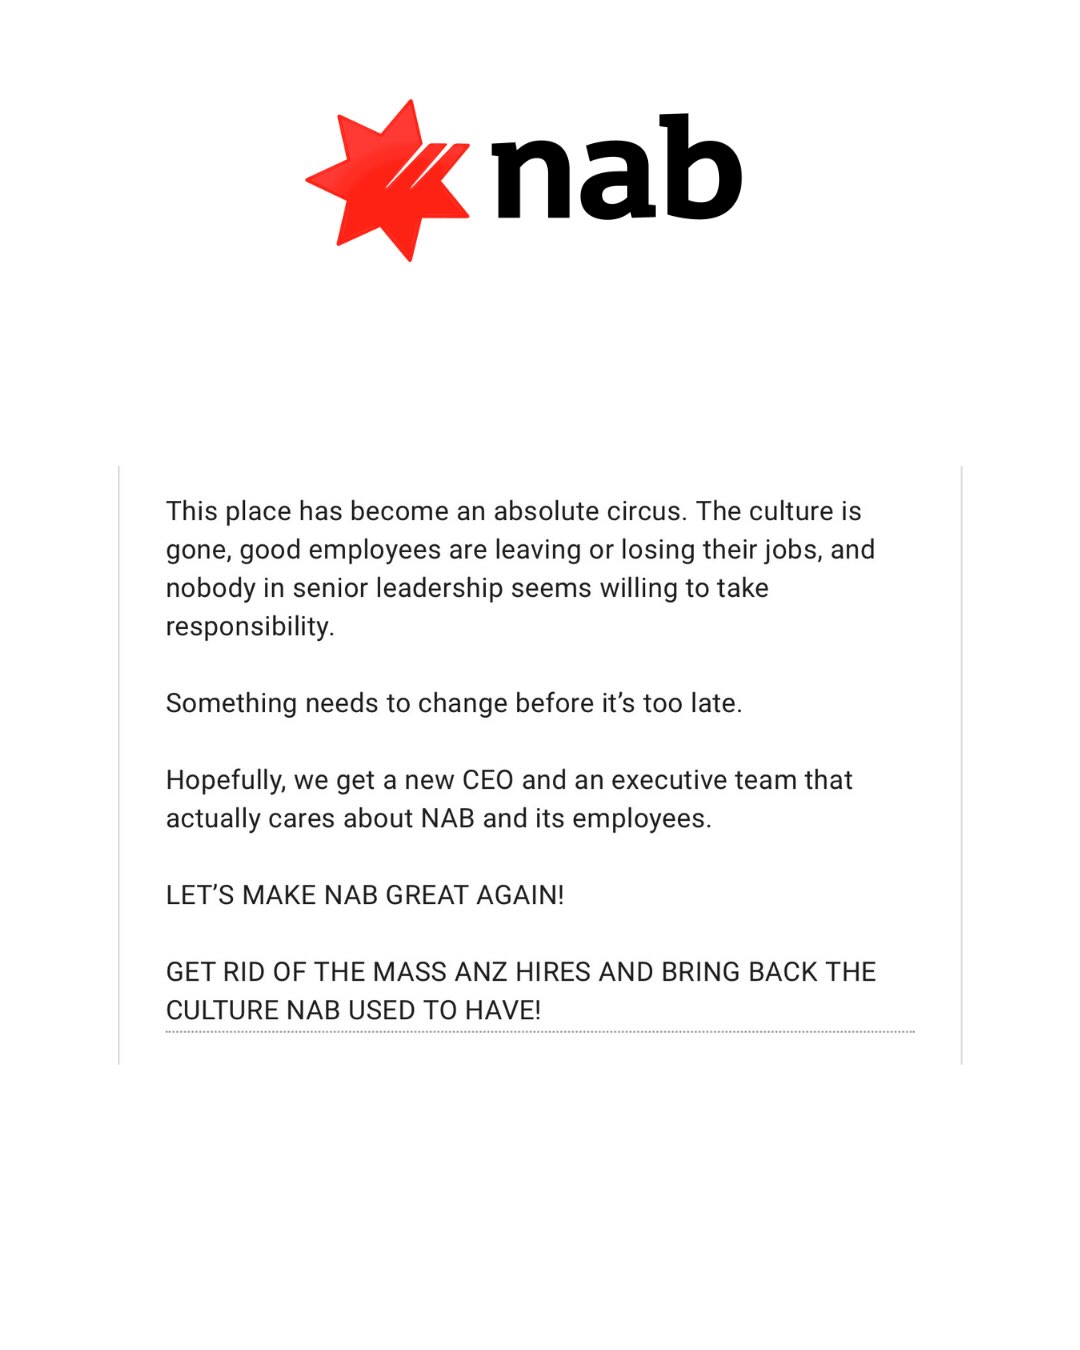 nab
This place has become an absolute circus. The culture is
gone, good employees are leaving or losing their jobs, and
nobody in senior leadership seems willing to take
responsibility.
Something needs to change before it’s too late.
Hopefully, we get a new CEO and an executive team that
actually cares about NAB and its employees.
LET’S MAKE NAB GREAT AGAIN!
GET RID OF THE MASS ANZ HIRES AND BRING BACK THE
CULTURE NAB USED TO HAVE!